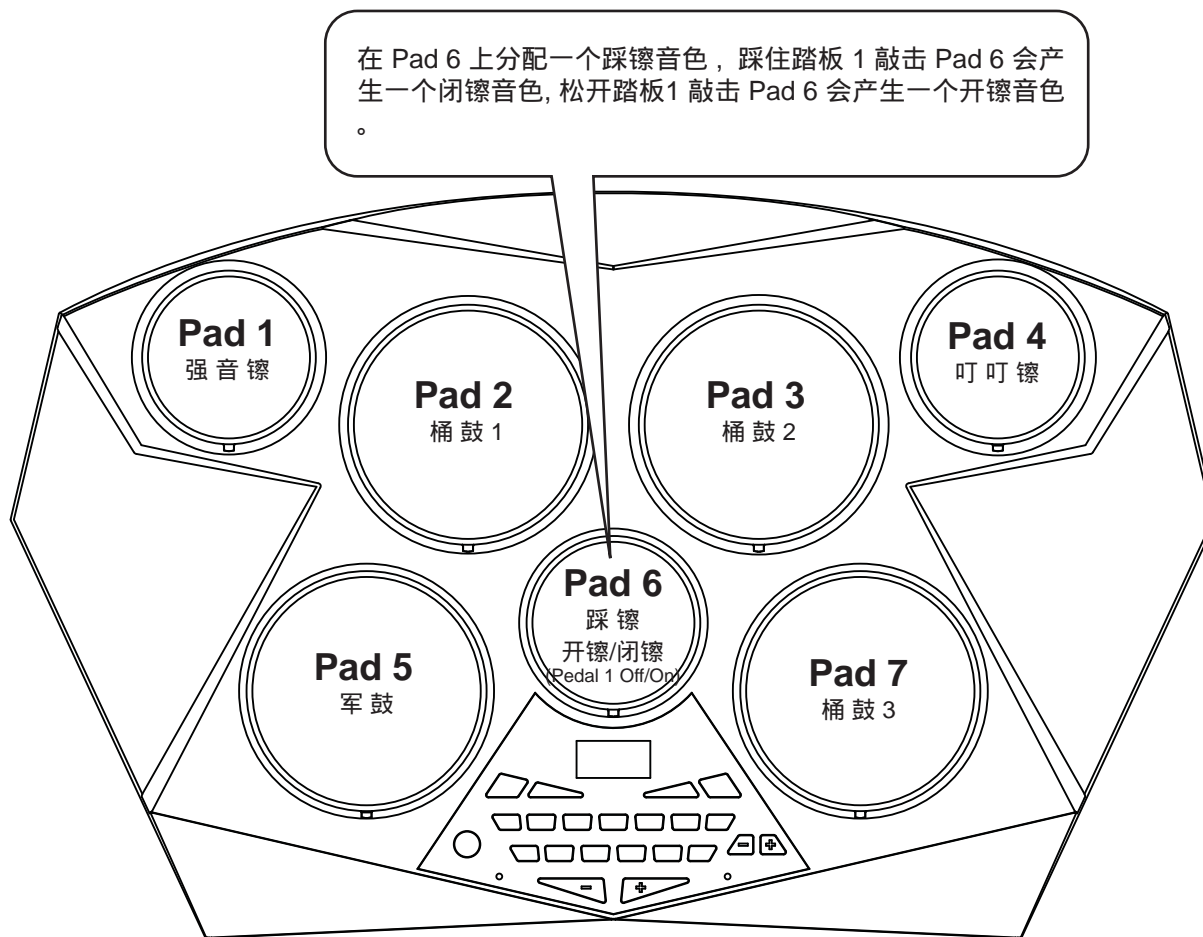 在 Pad 6 上分配一个踩镲音色 , 踩住踏板 1 敲击 Pad 6 会产
生一个闭镲音色, 松开踏板1 敲击 Pad 6 会产生一个开镲音色
。
Pad 1
强 音 镲
Pad 2
桶 鼓 1
Pad 3
桶 鼓 2
Pad 4
叮 叮 镲
Pad 5
军 鼓
Pad 6
踩 镲
开镲/闭镲
(Pedal 1 Off/On)
Pad 7
桶 鼓 3